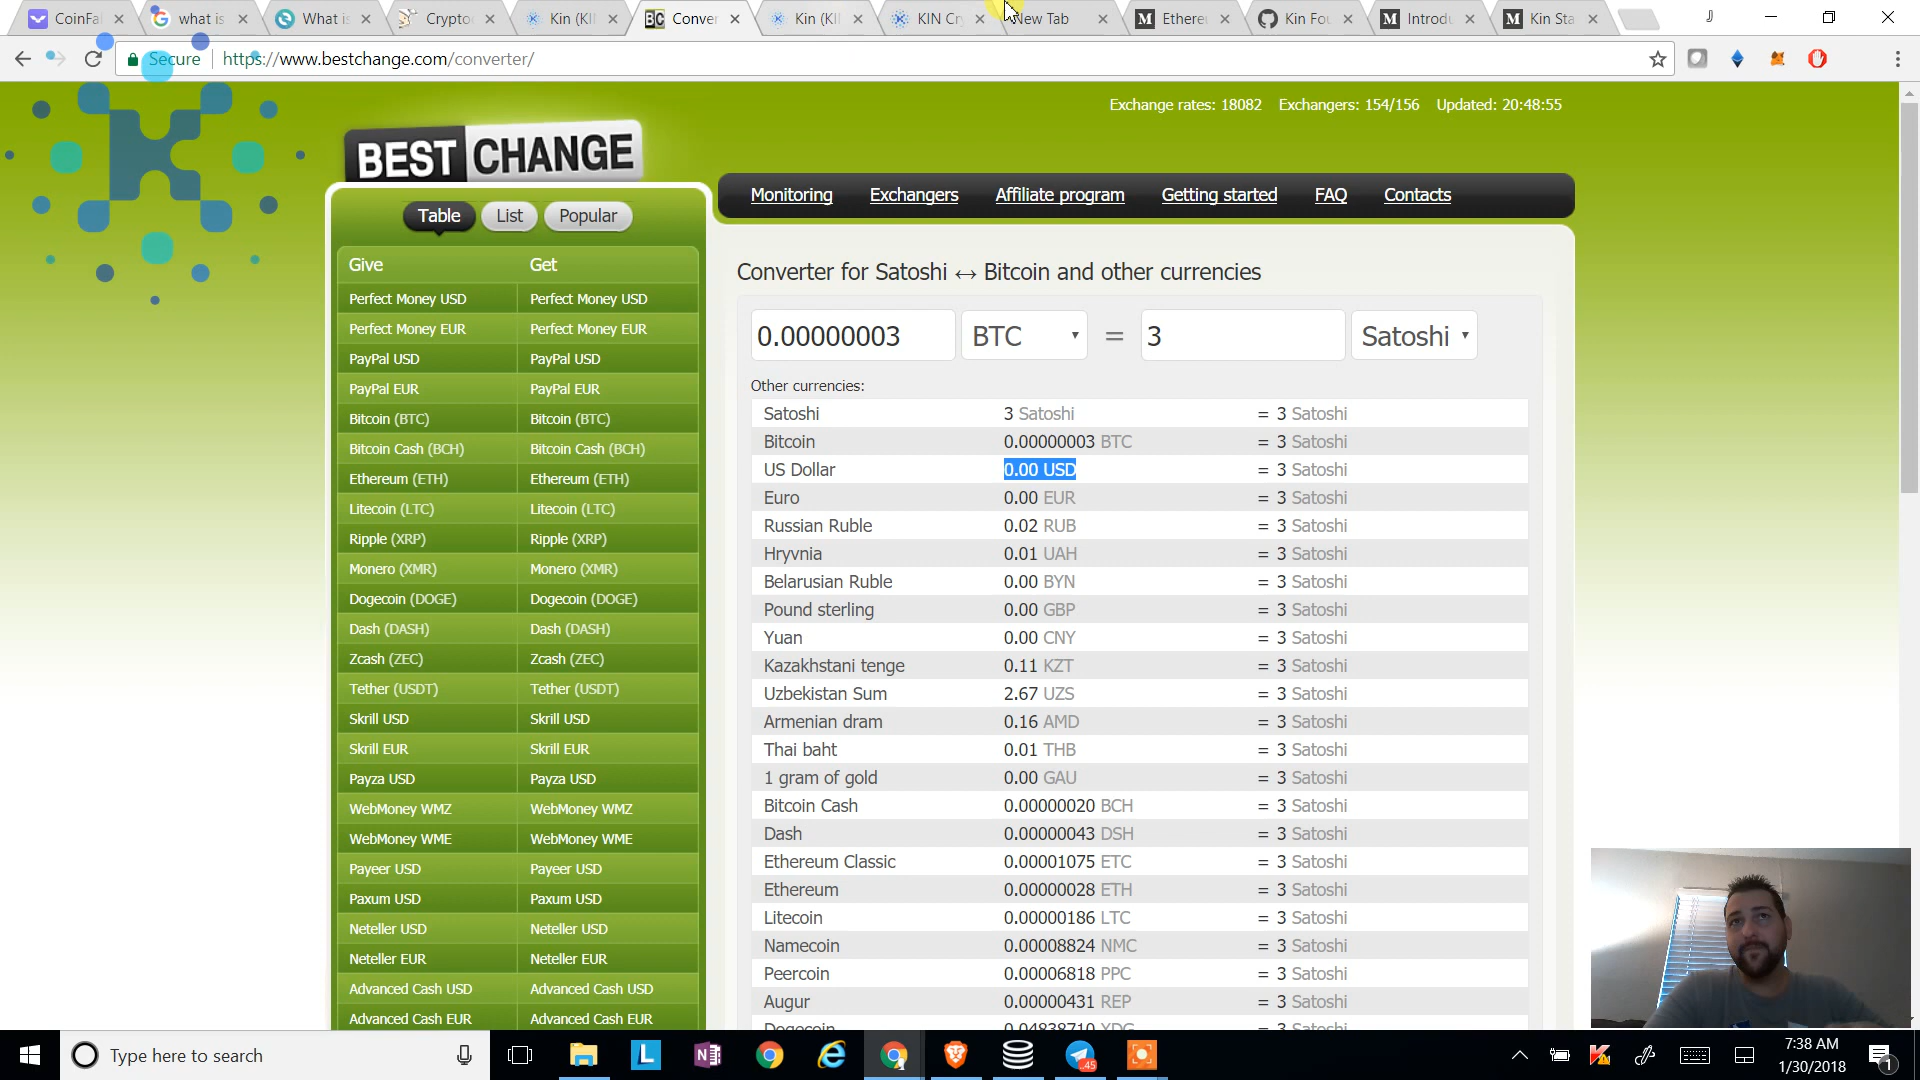 CoinFa
what is
What is
Crypto
Kin (KI
Conver
Kin (KI
KIN Cr
New Tab
Ethere
Kin Fou
Introdu
Kin Sta
Secure
https://www.bestchange.com/converter/
Exchange rates: 18082 Exchangers: 154/156 Updated: 20:48:55
BEST CHANGE
Monitoring Exchangers Affiliate program Getting started FAQ Contacts
Table List Popular
Give Get
Perfect Money USD Perfect Money USD
Perfect Money EUR Perfect Money EUR
PayPal USD PayPal USD
PayPal EUR PayPal EUR
Bitcoin (BTC) Bitcoin (BTC)
Bitcoin Cash (BCH) Bitcoin Cash (BCH)
Ethereum (ETH) Ethereum (ETH)
Litecoin (LTC) Litecoin (LTC)
Ripple (XRP) Ripple (XRP)
Monero (XMR) Monero (XMR)
Dogecoin (DOGE) Dogecoin (DOGE)
Dash (DASH) Dash (DASH)
Zcash (ZEC) Zcash (ZEC)
Tether (USDT) Tether (USDT)
Skrill USD Skrill USD
Skrill EUR Skrill EUR
Payza USD Payza USD
WebMoney WMZ WebMoney WMZ
WebMoney WME WebMoney WME
Payeer USD Payeer USD
Paxum USD Paxum USD
Neteller USD Neteller USD
Neteller EUR Neteller EUR
Advanced Cash USD Advanced Cash USD
Advanced Cash EUR Advanced Cash EUR
Converter for Satoshi ↔ Bitcoin and other currencies
0.00000003 BTC = 3 Satoshi
Other currencies:
Satoshi 3 Satoshi = 3 Satoshi
Bitcoin 0.00000003 BTC = 3 Satoshi
US Dollar 0.00 USD = 3 Satoshi
Euro 0.00 EUR = 3 Satoshi
Russian Ruble 0.02 RUB = 3 Satoshi
Hryvnia 0.01 UAH = 3 Satoshi
Belarusian Ruble 0.00 BYN = 3 Satoshi
Pound sterling 0.00 GBP = 3 Satoshi
Yuan 0.00 CNY = 3 Satoshi
Kazakhstani tenge 0.11 KZT = 3 Satoshi
Uzbekistan Sum 2.67 UZS = 3 Satoshi
Armenian dram 0.16 AMD = 3 Satoshi
Thai baht 0.01 THB = 3 Satoshi
1 gram of gold 0.00 GAU = 3 Satoshi
Bitcoin Cash 0.00000020 BCH = 3 Satoshi
Dash 0.00000043 DSH = 3 Satoshi
Ethereum Classic 0.00001075 ETC = 3 Satoshi
Ethereum 0.00000028 ETH = 3 Satoshi
Litecoin 0.00000186 LTC = 3 Satoshi
Namecoin 0.00008824 NMC = 3 Satoshi
Peercoin 0.00006818 PPC = 3 Satoshi
Augur 0.00000431 REP = 3 Satoshi
Dogecoin 0.04838710 XDG = 3 Satoshi
Type here to search
7:38 AM
1/30/2018